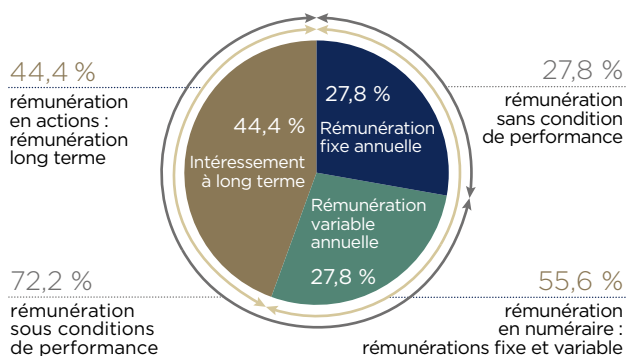 44,4 %
rémunération
en actions :
rémunération
long terme
27,8 %
rémunération
sans condition
de performance
27,8 %
Rémunération
fixe annuelle
44,4 %
Intéressement
à long terme
Rémunération
variable
annuelle
27,8 %
72,2 %
rémunération
sous conditions
de performance
55,6 %
rémunération
en numéraire :
rémunérations fixe et variable